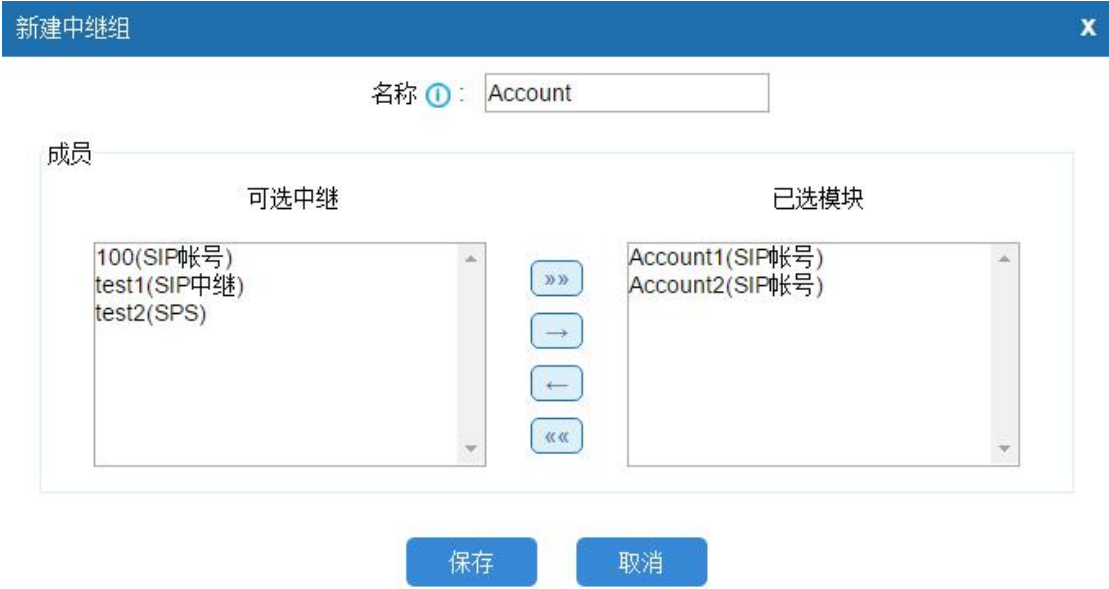 新建中继组 X
名称 ⓘ : Account
成员
可选中继 已选模块
100(SIP帐号)
test1(SIP中继)
test2(SPS)
»»
→
←
««
Account1(SIP帐号)
Account2(SIP帐号)
保存 取消